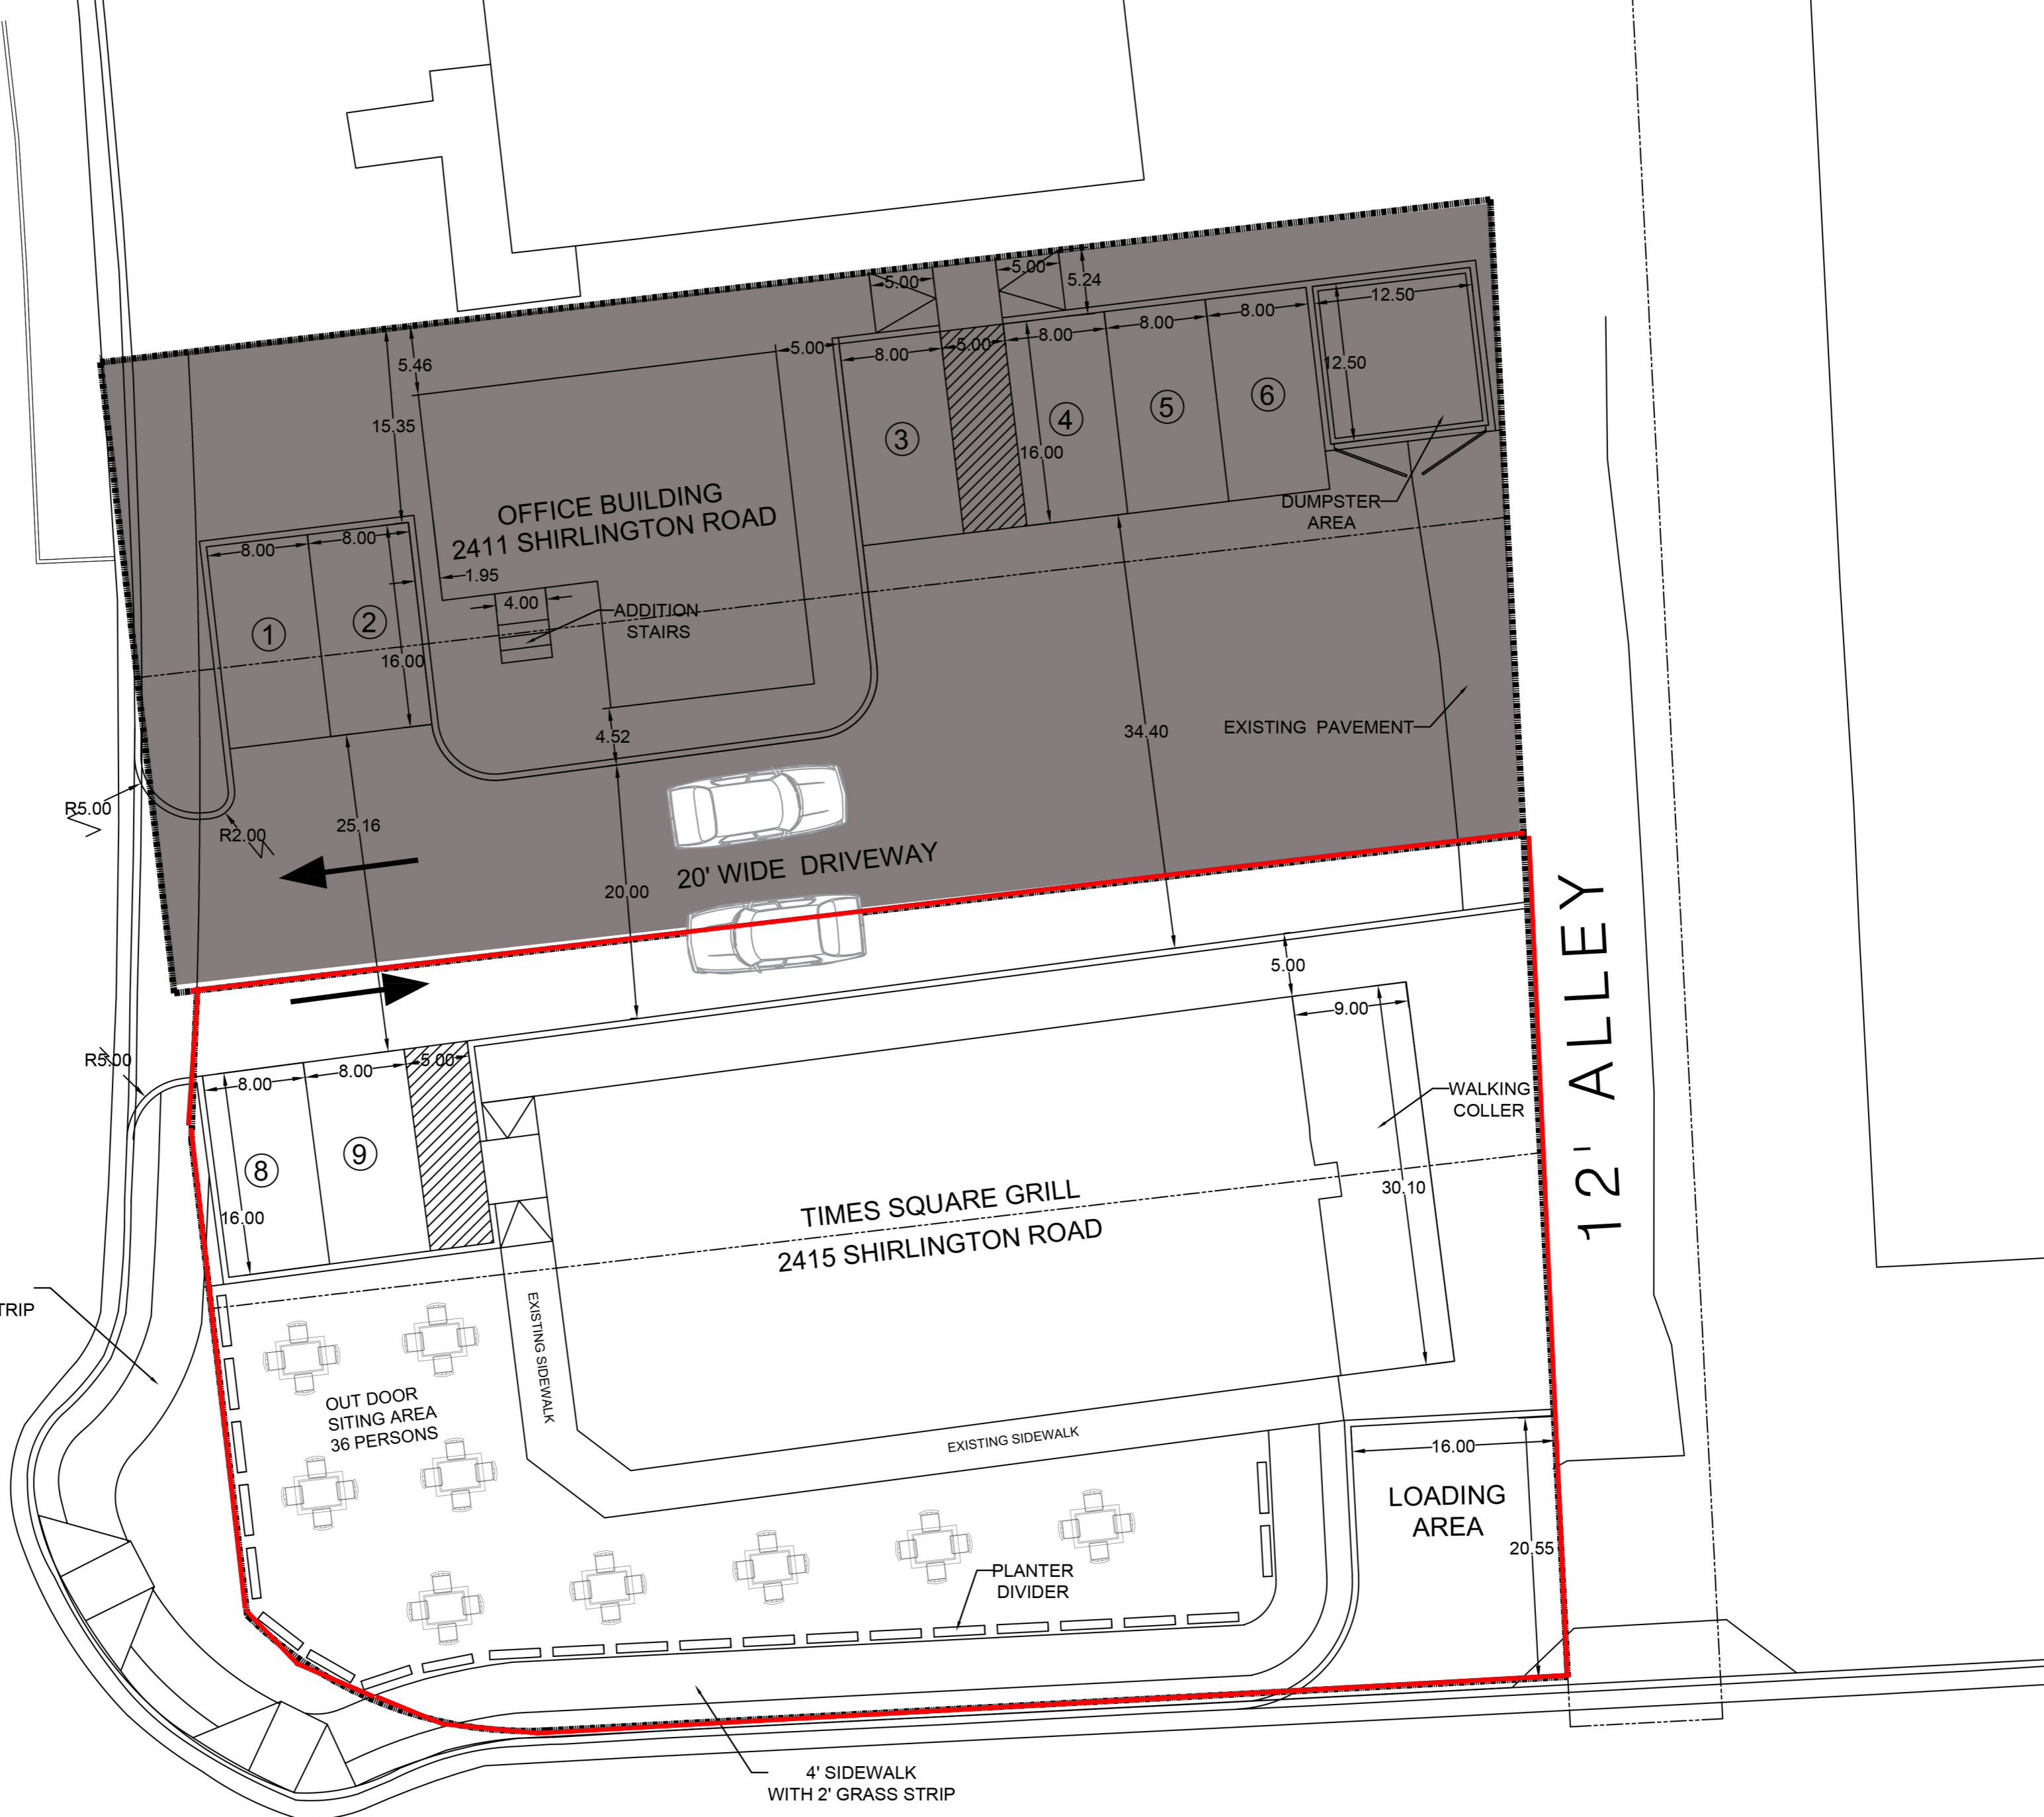 5.00
5.00
5.24
12.50
8.00
8.00
8.00
5.00
8.00
5.00
12.50
5.46
15.35
3
4
5
6
16.00
OFFICE BUILDING
2411 SHIRLINGTON ROAD
DUMPSTER
AREA
8.00
8.00
1.95
4.00
1
2
16.00
ADDITION
STAIRS
4.52
34.40
EXISTING PAVEMENT
R5.00
R2.00
25.16
20' WIDE DRIVEWAY
20.00
5.00
9.00
12' ALLEY
R5.00
8.00
8.00
5.00
WALKING
COLLER
8
9
16.00
30.10
TIMES SQUARE GRILL
2415 SHIRLINGTON ROAD
TRIP
EXISTING SIDEWALK
OUT DOOR
SITING AREA
36 PERSONS
EXISTING SIDEWALK
16.00
LOADING
AREA
20.55
PLANTER
DIVIDER
4' SIDEWALK
WITH 2' GRASS STRIP